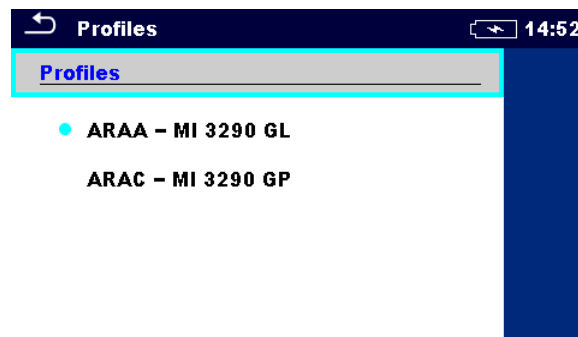 Profiles 14:52
Profiles
ARAA – MI 3290 GL
ARAC – MI 3290 GP